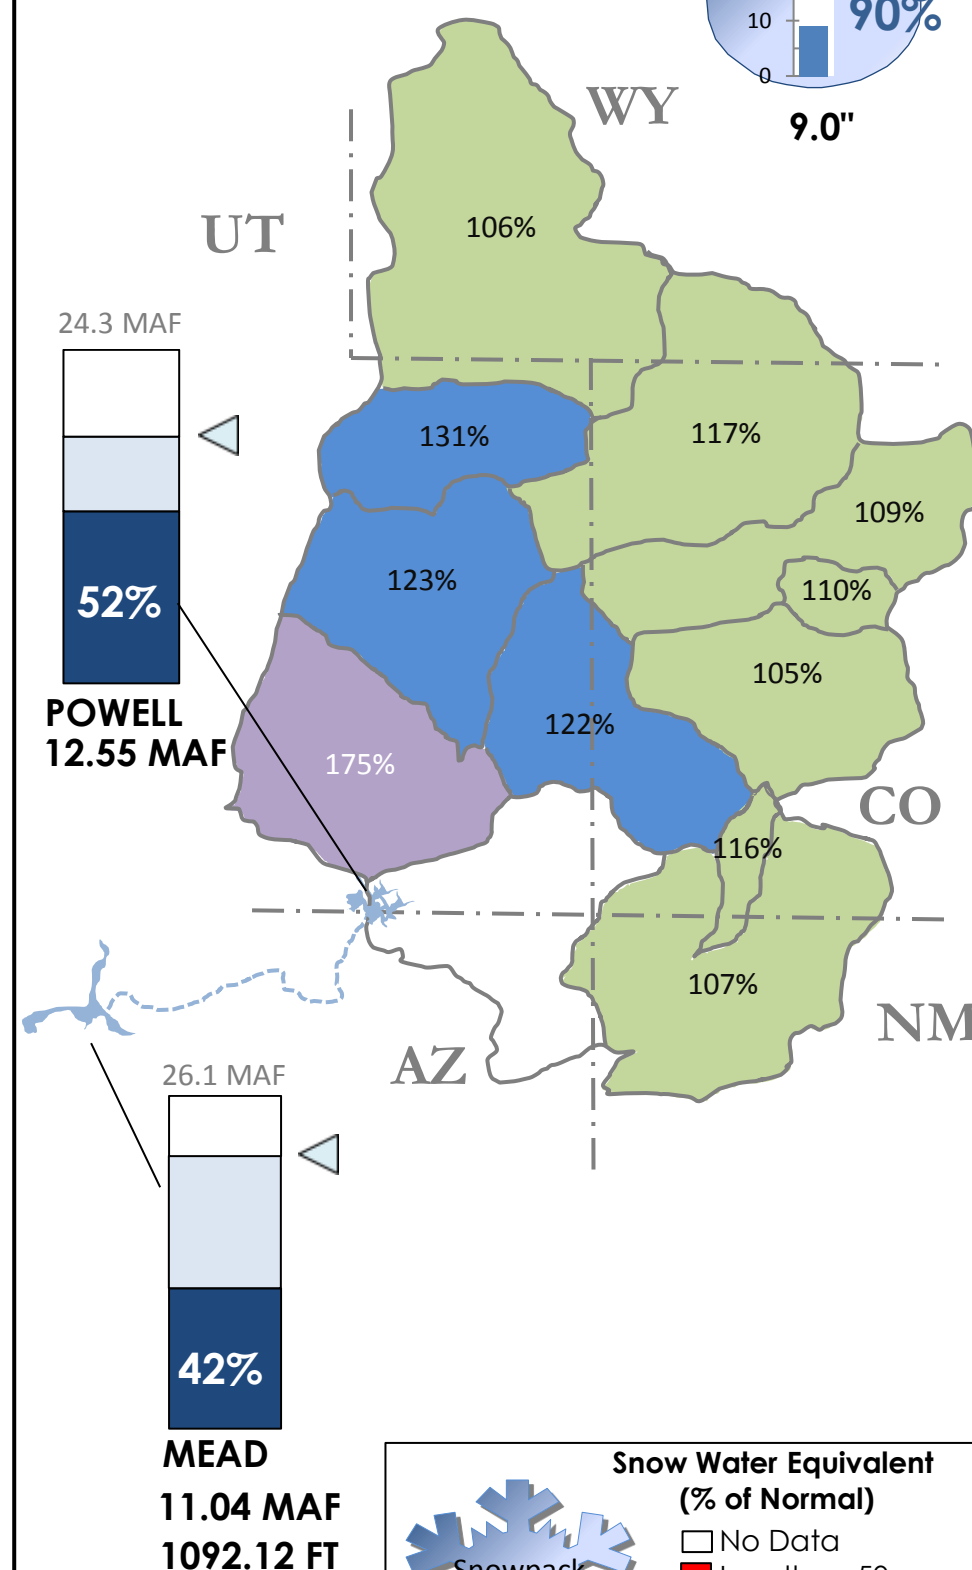 10
90%
0
9.0"
WY
UT
106%
24.3 MAF
131%
117%
109%
123%
110%
52%
105%
POWELL
12.55 MAF
122%
175%
CO
116%
107%
NM
AZ
26.1 MAF
42%
MEAD
11.04 MAF
1092.12 FT
Snow Water Equivalent
(% of Normal)
No Data
Snowpack